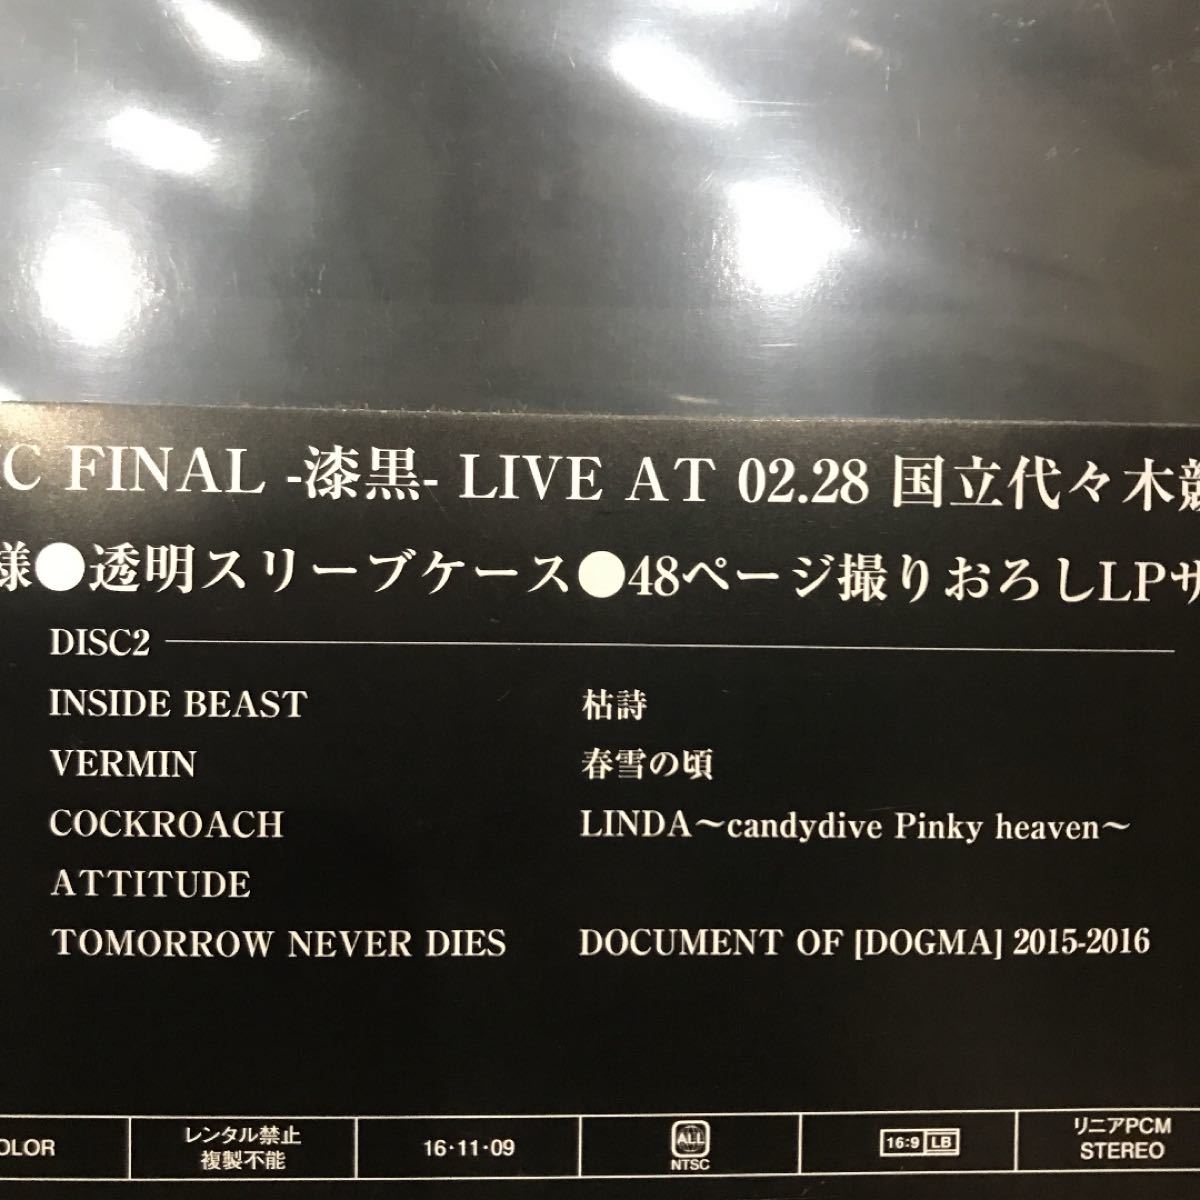 C FINAL -漆黒- LIVE AT 02.28 国立代々木競
様●透明スリーブケース●48ページ撮りおろしLPサ
DISC2
INSIDE BEAST
VERMIN
COCKROACH
ATTITUDE
TOMORROW NEVER DIES
枯詩
春雪の頃
LINDA～candydive Pinky heaven～
DOCUMENT OF [DOGMA] 2015-2016
OLOR
レンタル禁止
複製不能
16･11･09
ALL
NTSC
16:9 LB
リニアPCM
STEREO